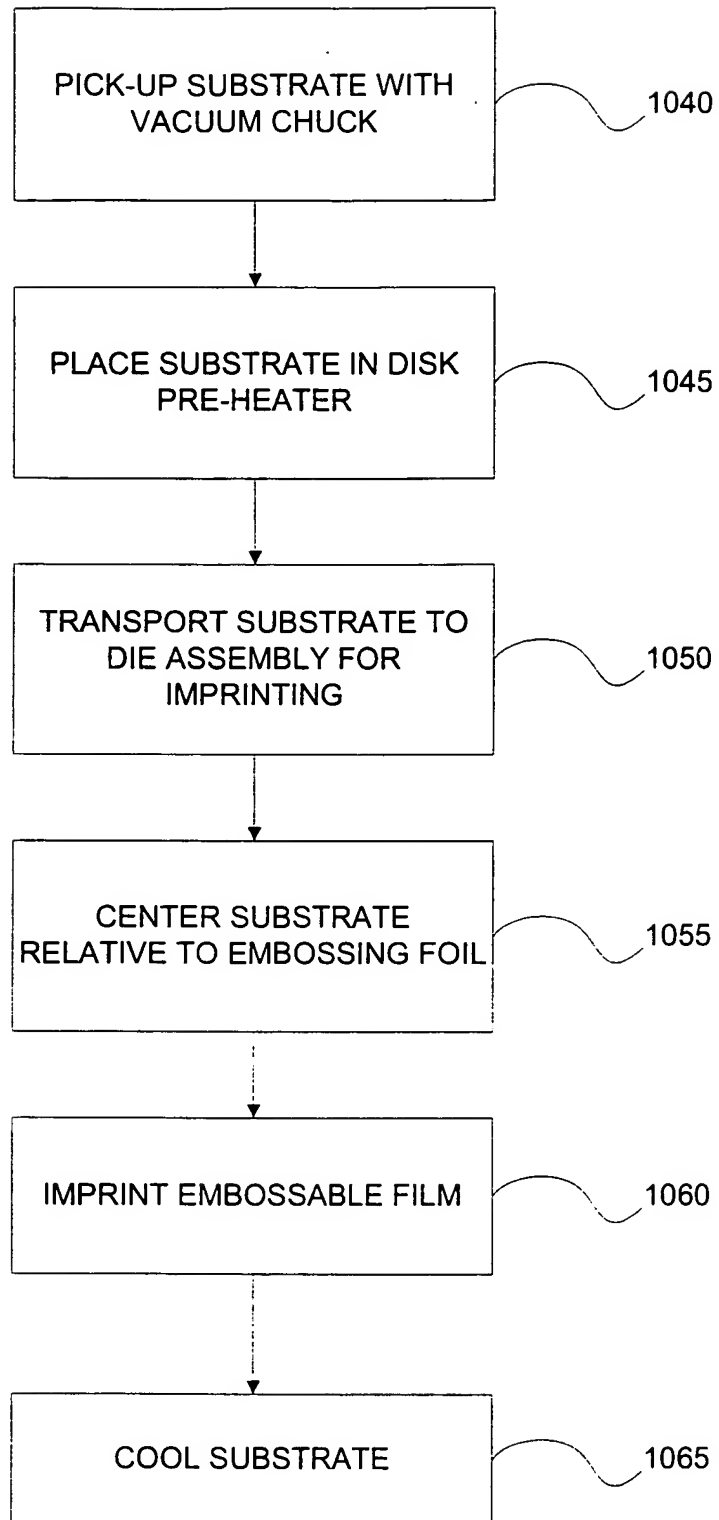 PICK-UP SUBSTRATE WITH
VACUUM CHUCK
1040
PLACE SUBSTRATE IN DISK
PRE-HEATER
1045
TRANSPORT SUBSTRATE TO
DIE ASSEMBLY FOR
IMPRINTING
1050
CENTER SUBSTRATE
RELATIVE TO EMBOSSING FOIL
1055
IMPRINT EMBOSSABLE FILM
1060
COOL SUBSTRATE
1065